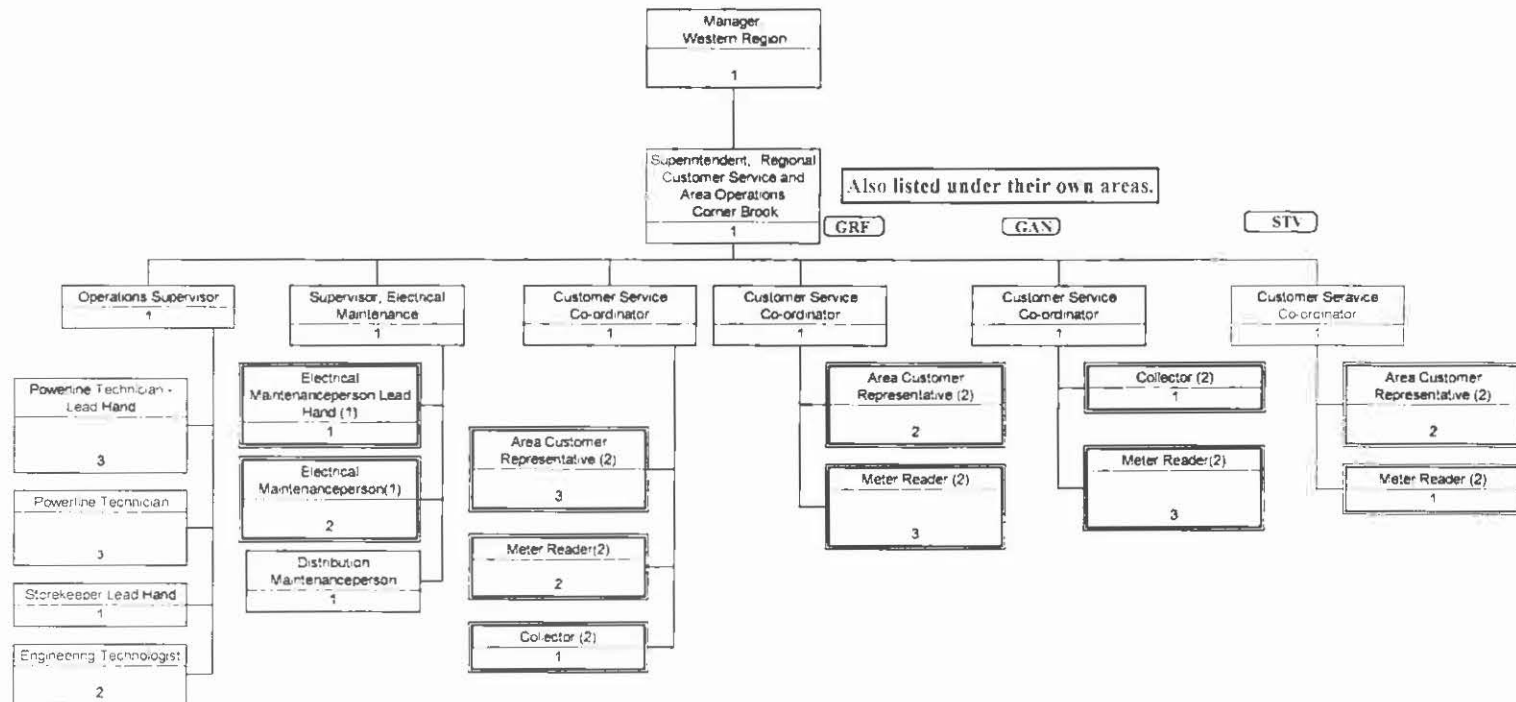 Manager
Western Region
1
Superintendent, Regional
Customer Service and
Area Operations
Corner Brook
1
Also listed under their own areas.
GRF
GAN
STV
Operations Supervisor
1
Supervisor, Electrical
Maintenance
1
Customer Service
Co-ordinator
1
Customer Service
Co-ordinator
1
Customer Service
Co-ordinator
1
Customer Seravice
Co-ordinator
1
Powerline Technician -
Lead Hand
3
Powerline Technician
3
Storekeeper Lead Hand
1
Engineering Technologist
2
Electrical
Maintenanceperson Lead
Hand (1)
1
Electrical
Maintenanceperson(1)
2
Distribution
Maintenanceperson
1
Area Customer
Representative (2)
3
Meter Reader(2)
2
Collector (2)
1
Area Customer
Representative (2)
2
Meter Reader (2)
3
Collector (2)
1
Meter Reader(2)
3
Area Customer
Representative (2)
2
Meter Reader (2)
1